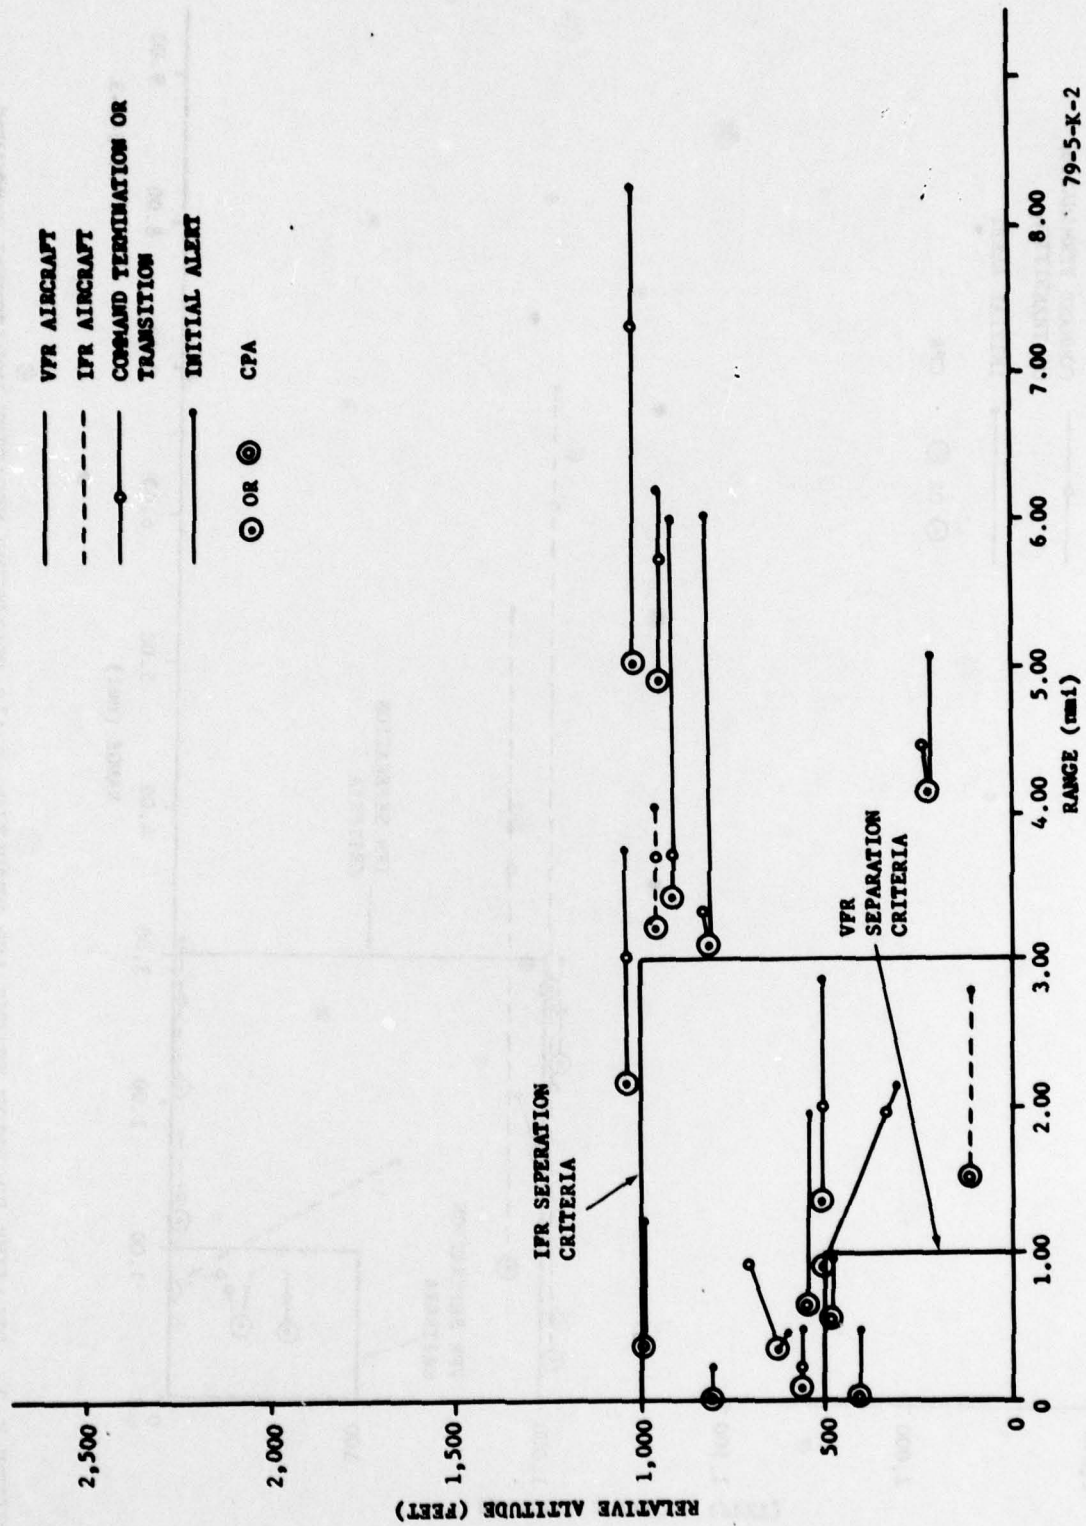 VFR AIRCRAFT
IFR AIRCRAFT
COMMAND TERMINATION OR
TRANSITION
INITIAL ALERT
OR
CPA
RELATIVE ALTITUDE (FEET)
2,500
2,000
1,500
1,000
500
0
IFR SEPERATION
CRITERIA
VFR
SEPARATION
CRITERIA
0
1.00
2.00
3.00
4.00
5.00
6.00
7.00
8.00
RANGE (nmi)
79-5-K-2